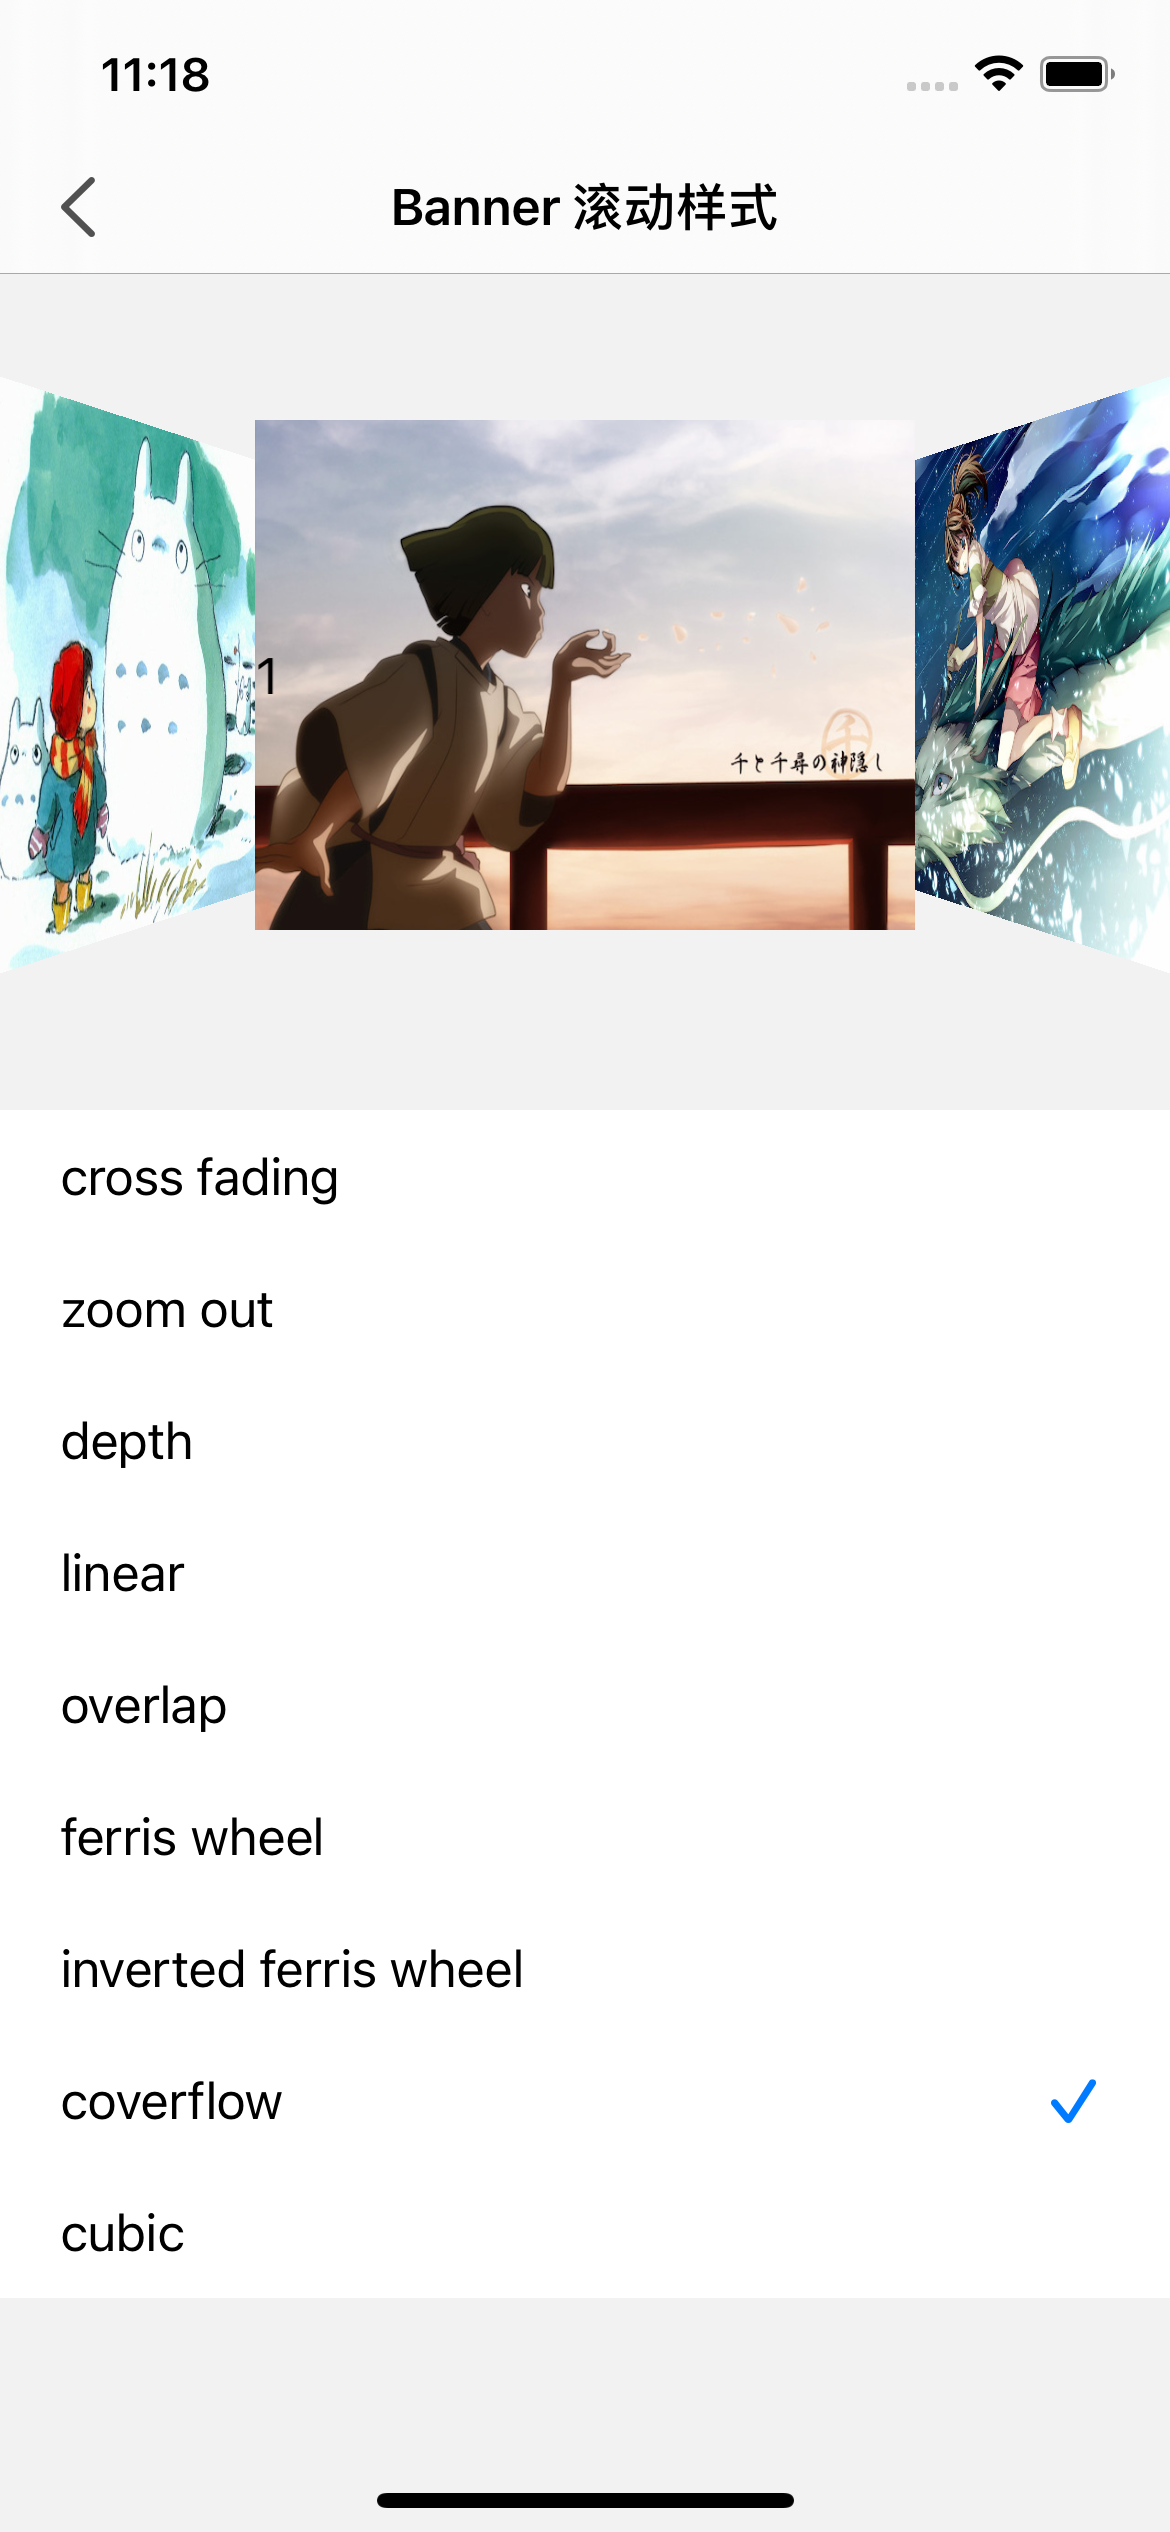 11:18
Banner 滚动样式
1
千
千と千尋の神隠し
cross fading
zoom out
depth
linear
overlap
ferris wheel
inverted ferris wheel
coverflow
cubic